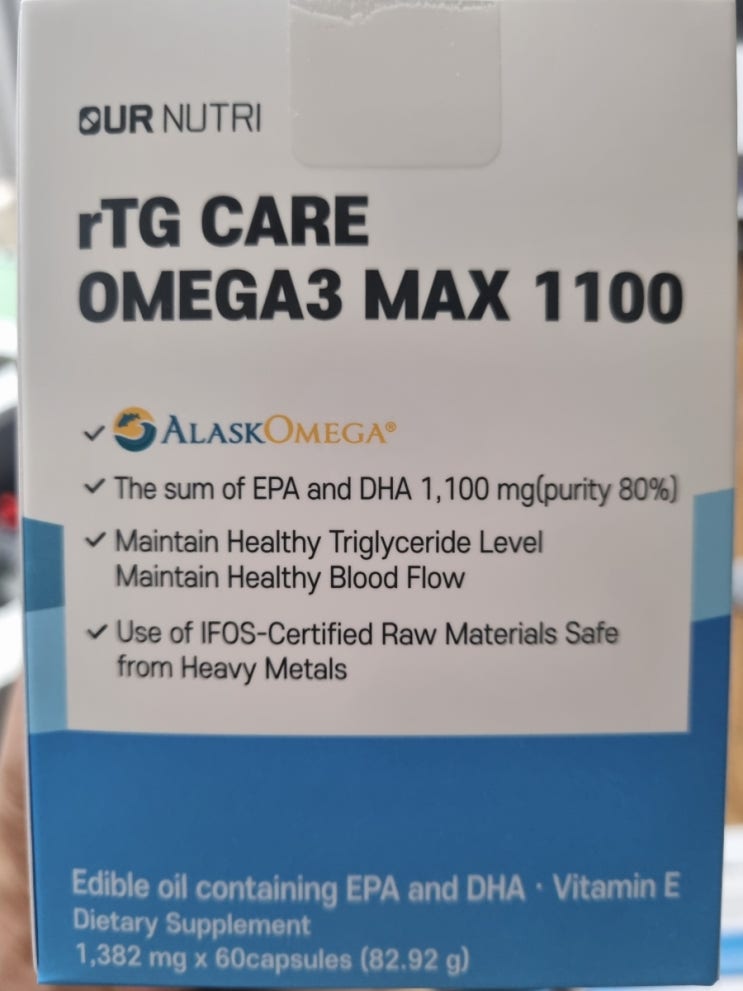 OUR NUTRI
rTG CARE
OMEGA3 MAX 1100
ALASKOMEGA®
The sum of EPA and DHA 1,100 mg(purity 80%)
Maintain Healthy Triglyceride Level
Maintain Healthy Blood Flow
Use of IFOS-Certified Raw Materials Safe
from Heavy Metals
Edible oil containing EPA and DHA · Vitamin E
Dietary Supplement
1,382 mg x 60capsules (82.92 g)